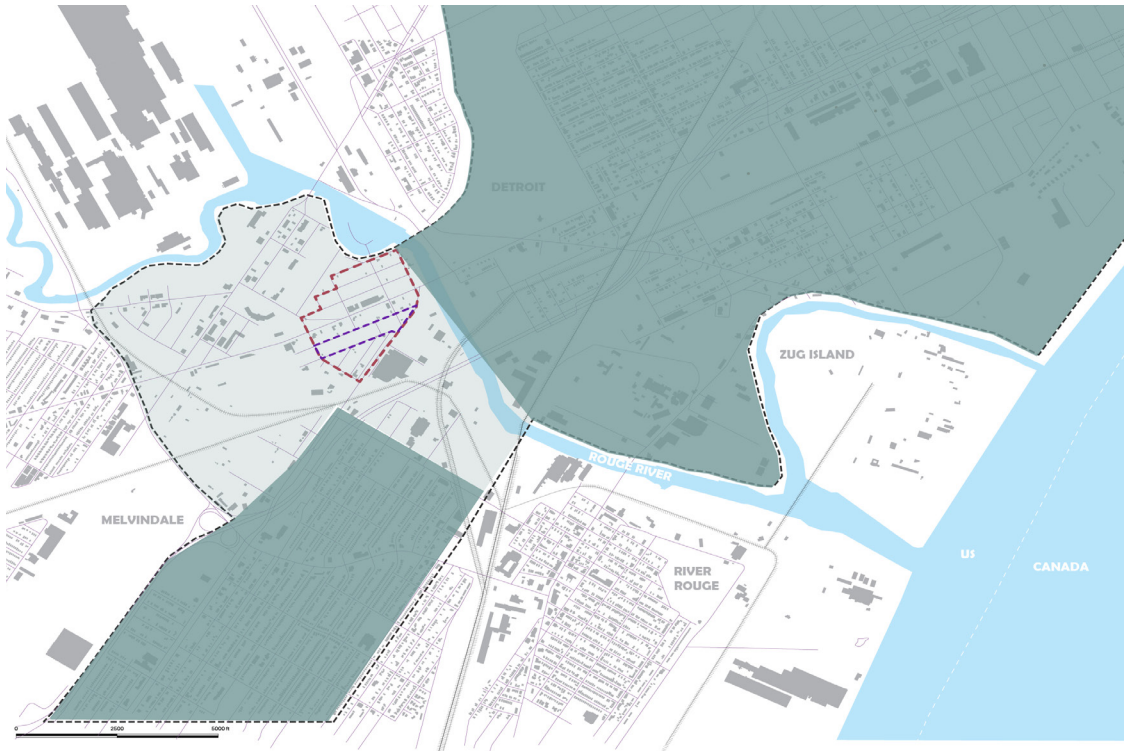 DETROIT
ZUG ISLAND
ROUGE RIVER
MELVINDALE
US
CANADA
RIVER
ROUGE
0 2500 5000 ft